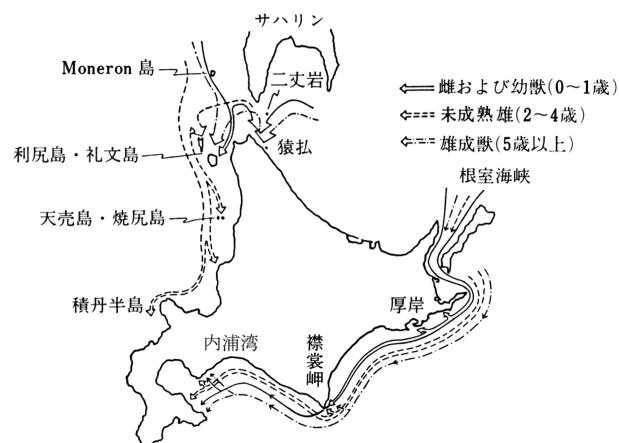 サハリン
Moneron 島
二丈岩
雌および幼獣(0〜1歳)
未成熟雄(2〜4歳)
雄成獣(5歳以上)
利尻島・礼文島
猿払
根室海峡
天売島・焼尻島
積丹半島
厚岸
内浦湾
襟裳岬